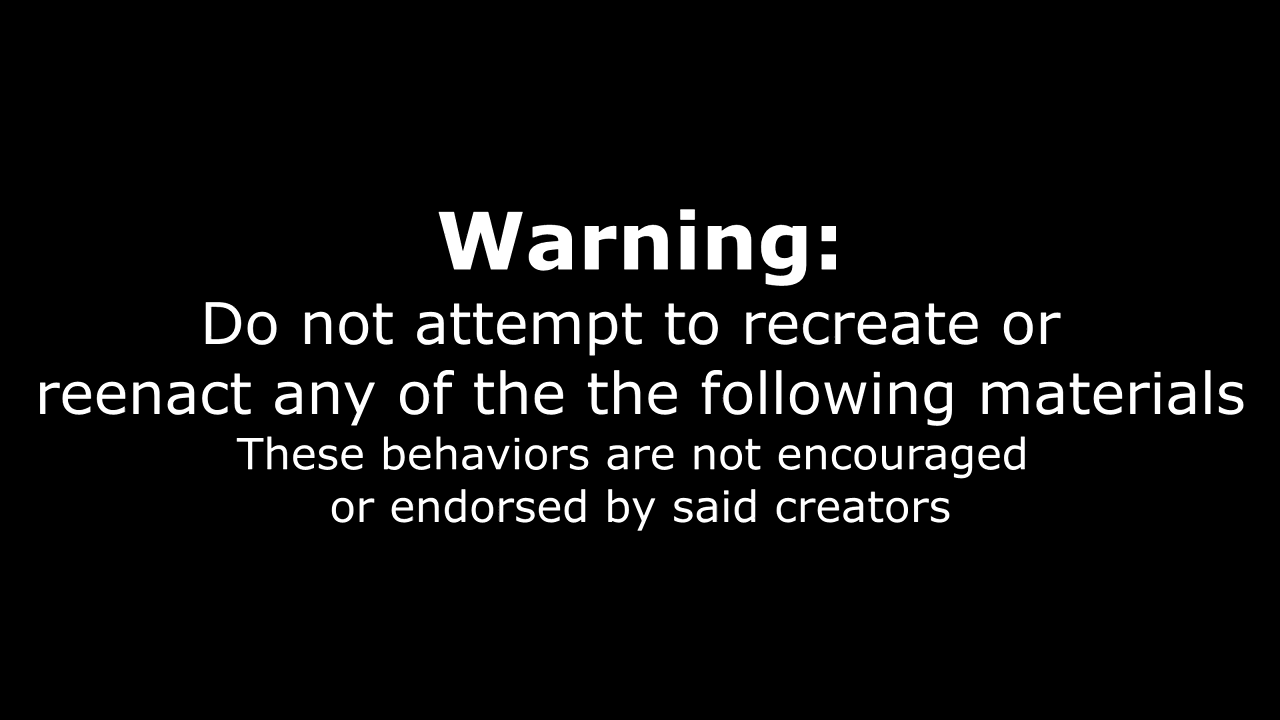 Warning:
Do not attempt to recreate or
reenact any of the the following materials
These behaviors are not encouraged
or endorsed by said creators